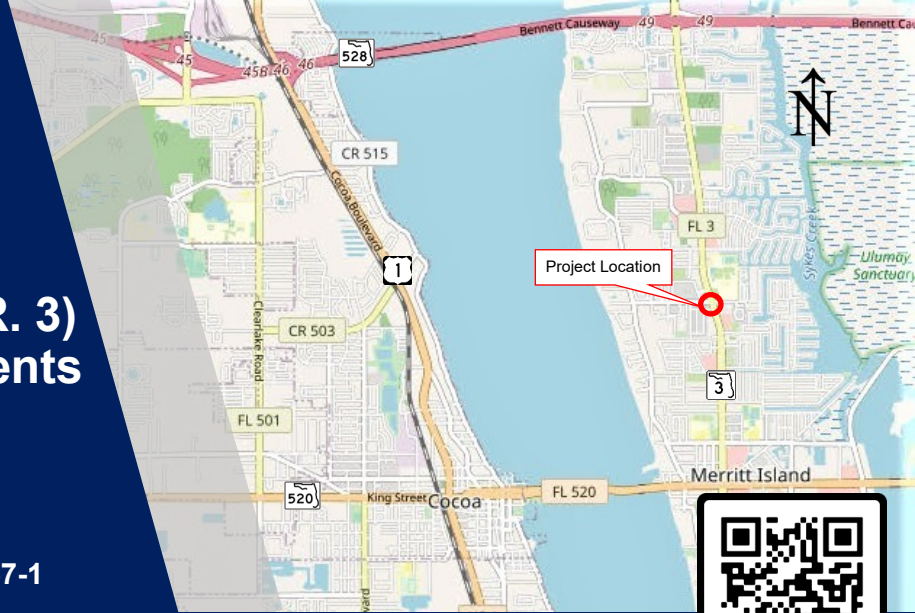 Bennett Causeway
49
49
Bennett Cau
45
528
45
45B
46
46
N
CR 515
Cocoa Boulevard
FL 3
Sykes Creek
Ulumay
Sanctuary
1
Project Location
R. 3)
ents
CR 503
Clearlake Road
3
FL 501
Merritt Island
520
King Street
Cocoa
FL 520
7-1